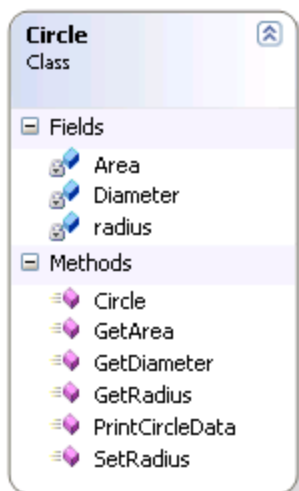 Circle
Class
Fields
Area
Diameter
radius
Methods
Circle
GetArea
GetDiameter
GetRadius
PrintCircleData
SetRadius